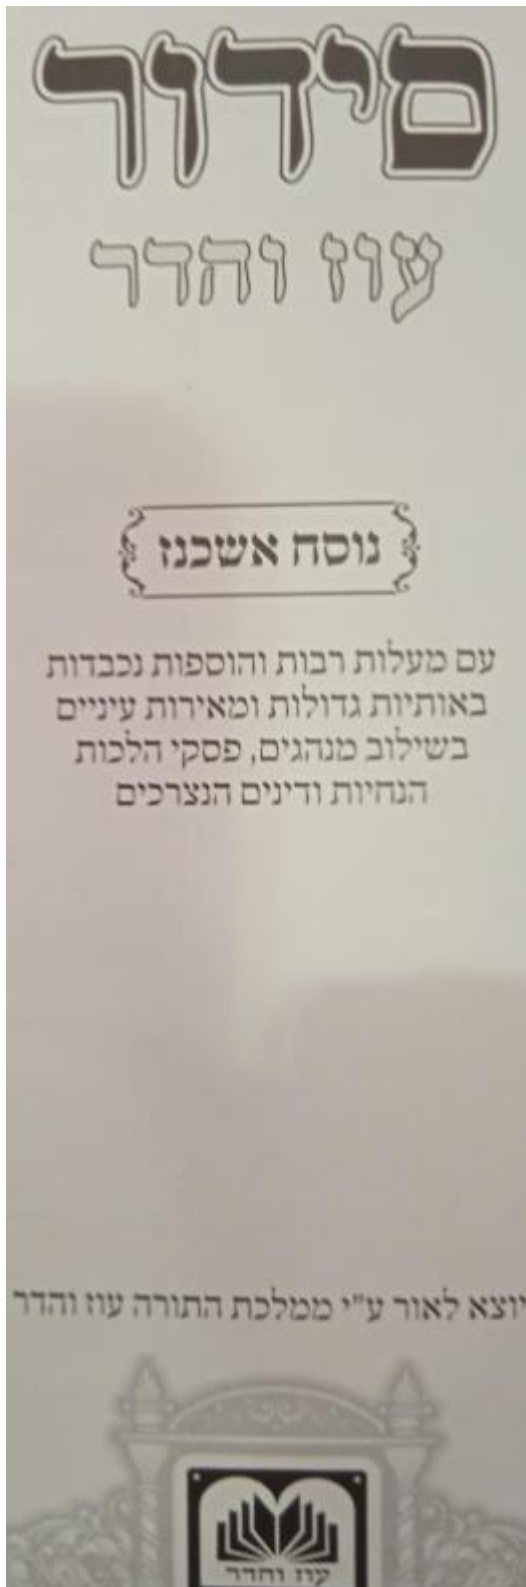 סידור
עוז והדר
נוסח אשכנז
עם מעלות רבות והוספות נכבדות
באותיות גדולות ומאירות עיניים
בשילוב מנהגים, פסקי הלכות
הנחיות ודינים הנצרכים
יוצא לאור ע"י ממלכת התורה עוז והדר
עוז והדר